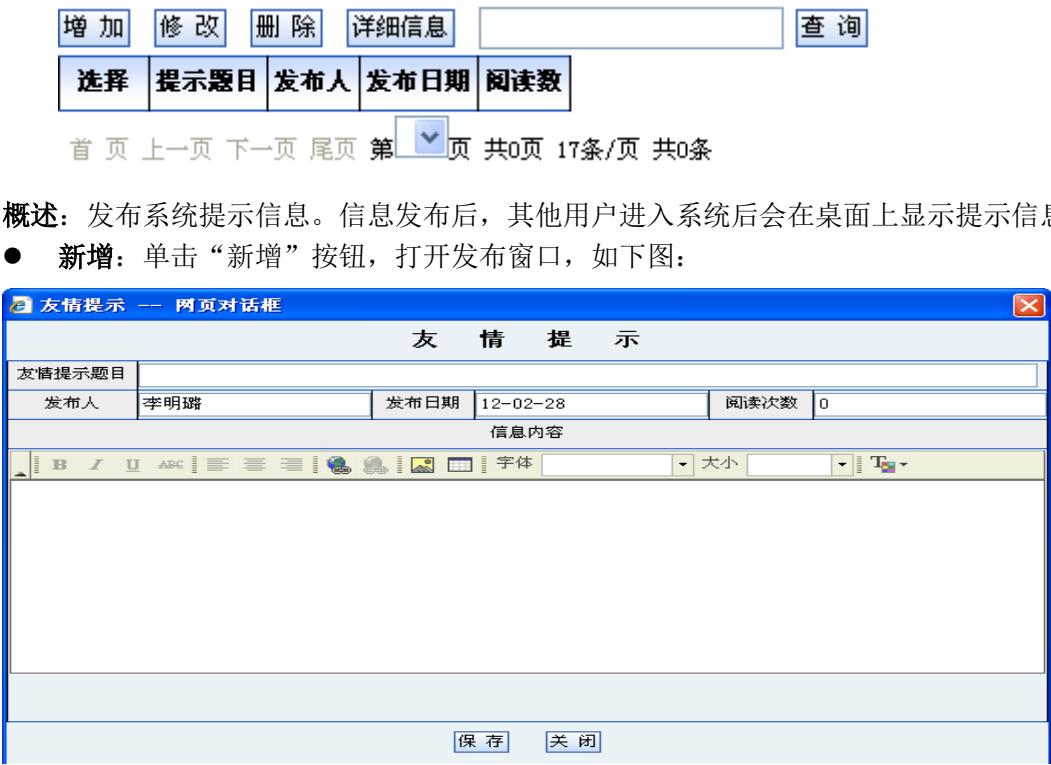 增 加 修 改 删 除 详细信息 查 询
选择 提示题目 发布人 发布日期 阅读数
首 页 上一页 下一页 尾页 第 页 共0页 17条/页 共0条
概述：发布系统提示信息。信息发布后，其他用户进入系统后会在桌面上显示提示信息
● 新增：单击“新增”按钮，打开发布窗口，如下图：
友情提示 -- 网页对话框
友 情 提 示
友情提示题目
发布人 李明璐 发布日期 12-02-28 阅读次数 0
信息内容
B I U ABC 字体 大小 T
保 存 关 闭